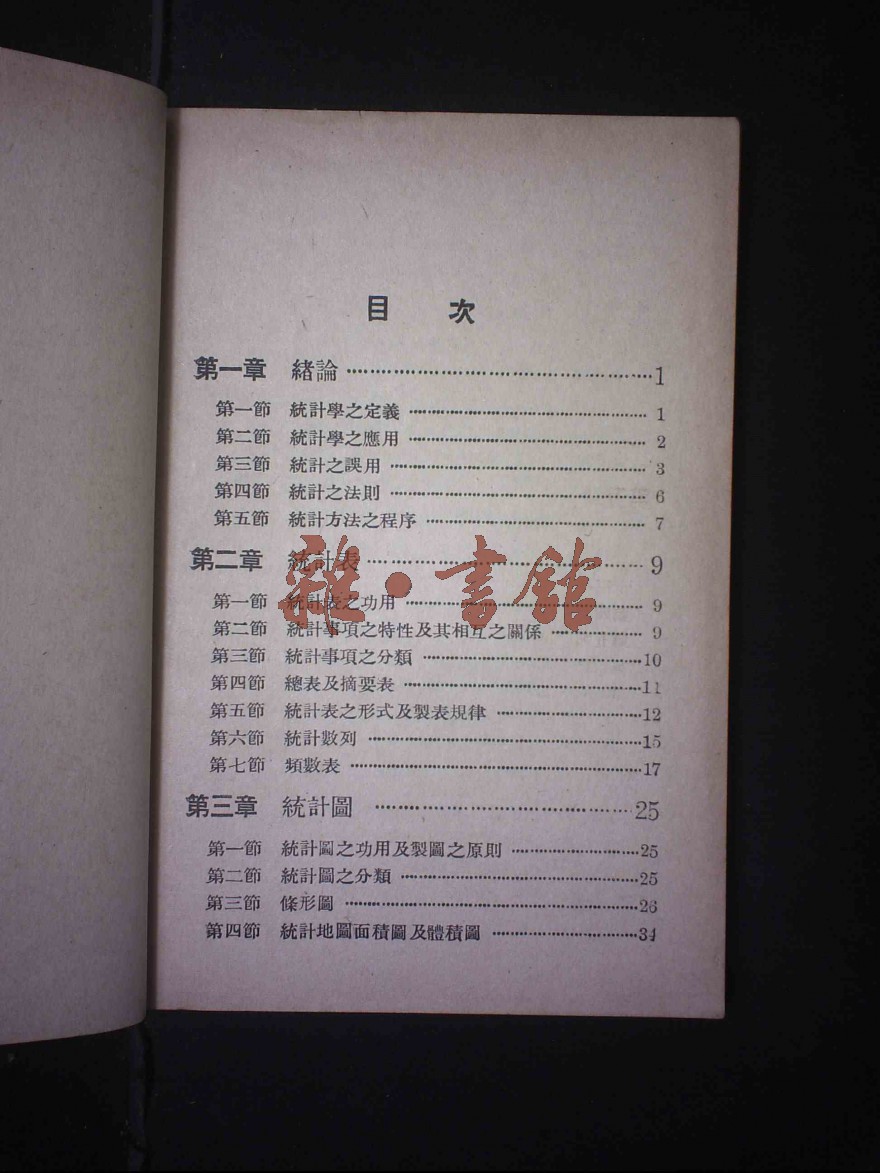 目 次
第一章 緒論 ……………………………………1
第一節 統計學之定義 …………………………… 1
第二節 統計學之應用 …………………………… 2
第三節 統計之誤用 ……………………………… 3
第四節 統計之法則 ……………………………… 6
第五節 統計方法之程序 ………………………… 7
第二章 統計表 …………………………………… 9
第一節 統計表之功用 …………………………… 9
第二節 統計事項之特性及其相互之關係 ……… 9
第三節 統計事項之分類 …………………………10
第四節 總表及摘要表 ……………………………11
第五節 統計表之形式及製表規律 ………………12
第六節 統計數列 …………………………………15
第七節 頻數表 ……………………………………17
第三章 統計圖 ……………………………………25
第一節 統計圖之功用及製圖之原則 ……………25
第二節 統計圖之分類 ……………………………25
第三節 條形圖 ……………………………………26
第四節 統計地圖面積圖及體積圖 ………………34
雜·書館